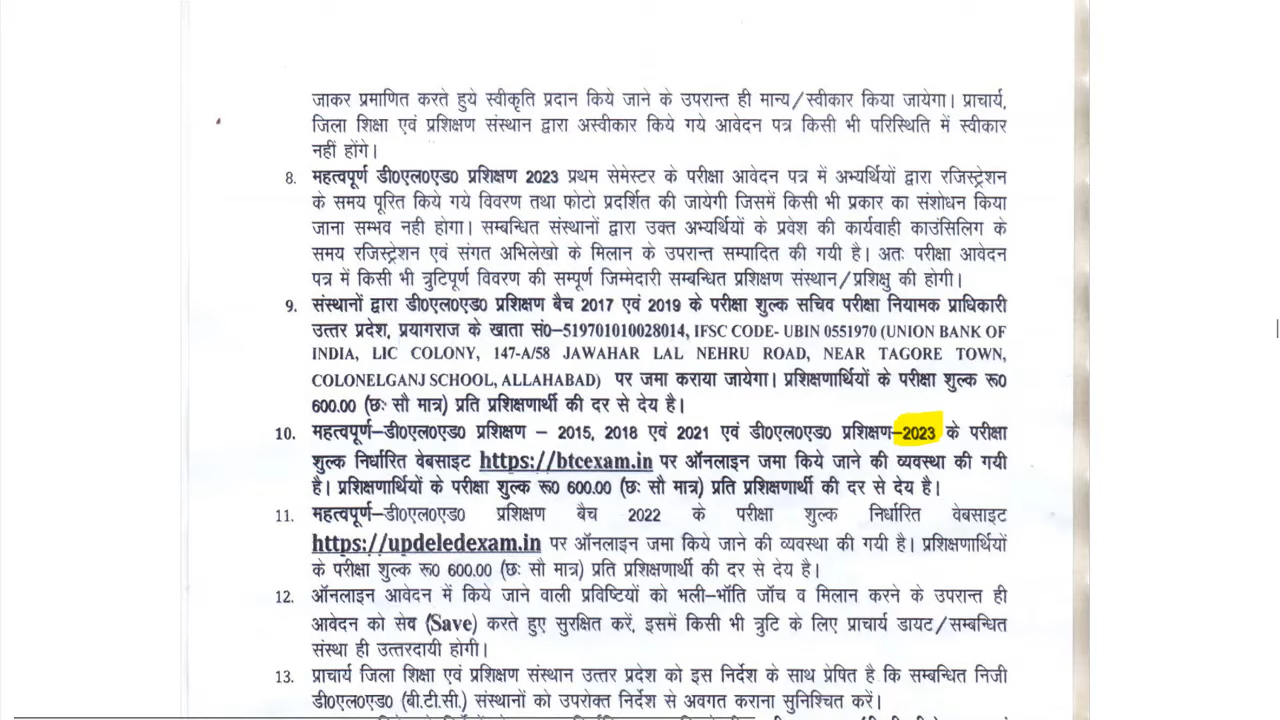 जाकर प्रमाणित करते हुये स्वीकृति प्रदान किये जाने के उपरान्त ही मान्य/स्वीकार किया जायेगा। प्राचार्य,
जिला शिक्षा एवं प्रशिक्षण संस्थान द्वारा अस्वीकार किये गये आवेदन पत्र किसी भी परिस्थिति में स्वीकार
नहीं होंगे।
8. महत्वपूर्ण डी0एल0एड0 प्रशिक्षण 2023 प्रथम सेमेस्टर के परीक्षा आवेदन पत्र में अभ्यर्थियों द्वारा रजिस्ट्रेशन
के समय पूरित किये गये विवरण तथा फोटो प्रदर्शित की जायेगी जिसमें किसी भी प्रकार का संशोधन किया
जाना सम्भव नही होगा। सम्बन्धित संस्थानों द्वारा उक्त अभ्यर्थियों के प्रवेश की कार्यवाही काउंसिलिग के
समय रजिस्ट्रेशन एवं संगत अभिलेखो के मिलान के उपरान्त सम्पादित की गयी है। अतः परीक्षा आवेदन
पत्र में किसी भी त्रुटिपूर्ण विवरण की सम्पूर्ण जिम्मेदारी सम्बन्धित प्रशिक्षण संस्थान/प्रशिक्षु की होगी।
9. संस्थानों द्वारा डी0एल0एड0 प्रशिक्षण बैच 2017 एवं 2019 के परीक्षा शुल्क सचिव परीक्षा नियामक प्राधिकारी
उत्तर प्रदेश, प्रयागराज के खाता सं0–519701010028014, IFSC CODE- UBIN 0551970 (UNION BANK OF
INDIA, LIC COLONY, 147-A/58 JAWAHAR LAL NEHRU ROAD, NEAR TAGORE TOWN,
COLONELGANJ SCHOOL, ALLAHABAD) पर जमा कराया जायेगा। प्रशिक्षणार्थियों के परीक्षा शुल्क रू0
600.00 (छः सौ मात्र) प्रति प्रशिक्षणार्थी की दर से देय है।
10. महत्वपूर्ण–डी0एल0एड0 प्रशिक्षण – 2015, 2018 एवं 2021 एवं डी0एल0एड0 प्रशिक्षण–2023 के परीक्षा
शुल्क निर्धारित वेबसाइट https://btcexam.in पर ऑनलाइन जमा किये जाने की व्यवस्था की गयी
है। प्रशिक्षणार्थियों के परीक्षा शुल्क रू0 600.00 (छः सौ मात्र) प्रति प्रशिक्षणार्थी की दर से देय है।
11. महत्वपूर्ण–डी0एल0एड0 प्रशिक्षण बैच 2022 के परीक्षा शुल्क निर्धारित वेबसाइट
https://updeledexam.in पर ऑनलाइन जमा किये जाने की व्यवस्था की गयी है। प्रशिक्षणार्थियों
के परीक्षा शुल्क रू0 600.00 (छः सौ मात्र) प्रति प्रशिक्षणार्थी की दर से देय है।
12. ऑनलाइन आवेदन में किये जाने वाली प्रविष्टियों को भली–भॉति जॉच व मिलान करने के उपरान्त ही
आवेदन को सेव (Save) करते हुए सुरक्षित करें, इसमें किसी भी त्रुटि के लिए प्राचार्य डायट/सम्बन्धित
संस्था ही उत्तरदायी होगी।
13. प्राचार्य जिला शिक्षा एवं प्रशिक्षण संस्थान उत्तर प्रदेश को इस निर्देश के साथ प्रेषित है कि सम्बन्धित निजी
डी0एल0एड0 (बी.टी.सी.) संस्थानों को उपरोक्त निर्देश से अवगत कराना सुनिश्चित करें।